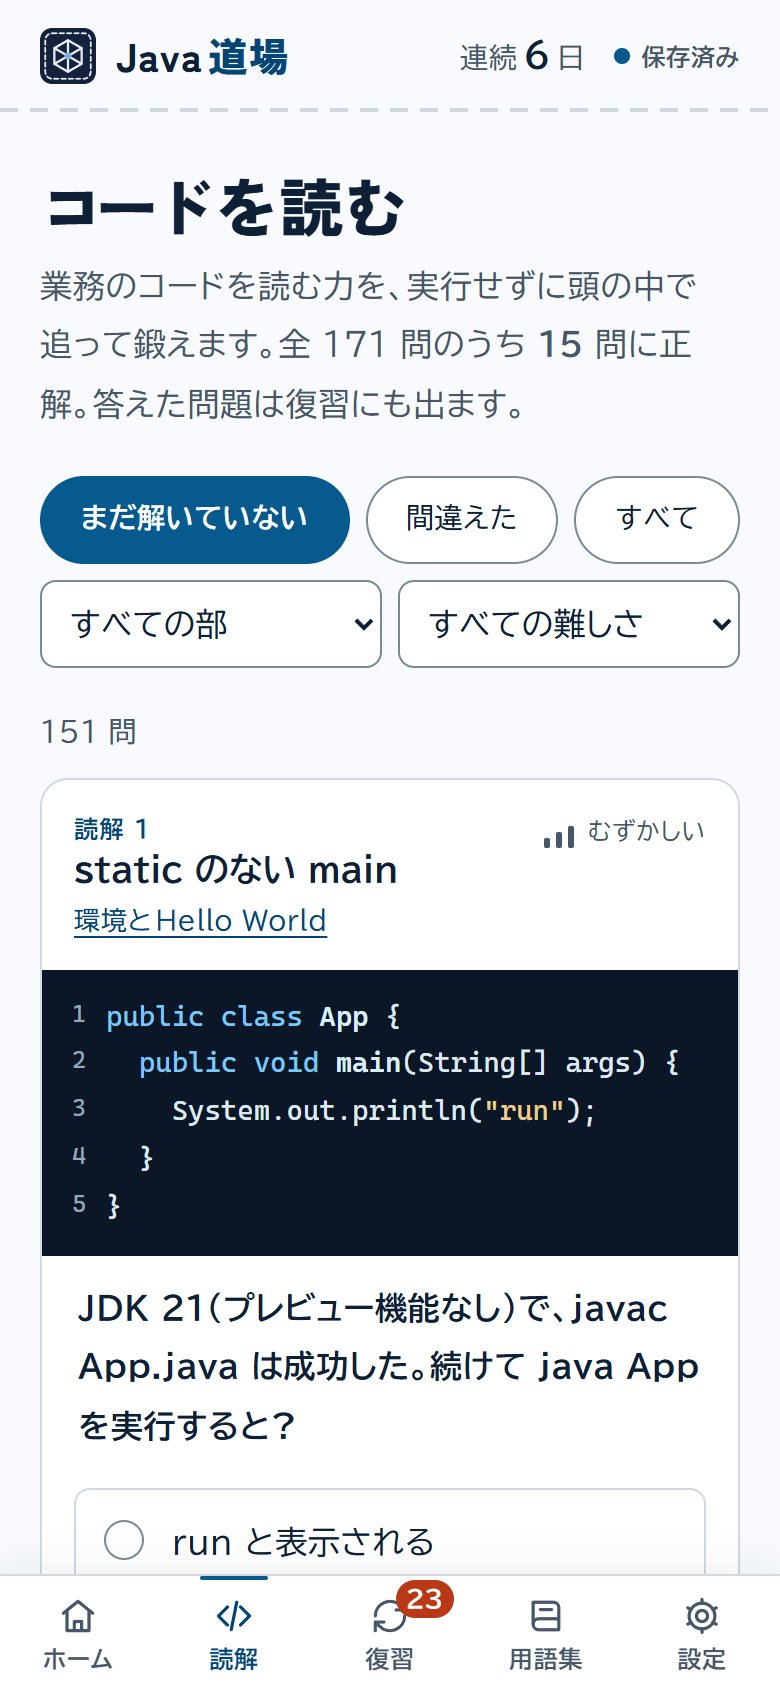 Java道場
連続 6 日
保存済み
コードを読む
業務のコードを読む力を、実行せずに頭の中で
追って鍛えます。全 171 問のうち 15 問に正
解。答えた問題は復習にも出ます。
まだ解いていない
間違えた
すべて
すべての部
すべての難しさ
151 問
読解 1
むずかしい
static のない main
環境とHello World
1 public class App {
2   public void main(String[] args) {
3     System.out.println("run");
4   }
5 }
JDK 21（プレビュー機能なし）で、javac
App.java は成功した。続けて java App
を実行すると？
run と表示される
23
ホーム
読解
復習
用語集
設定